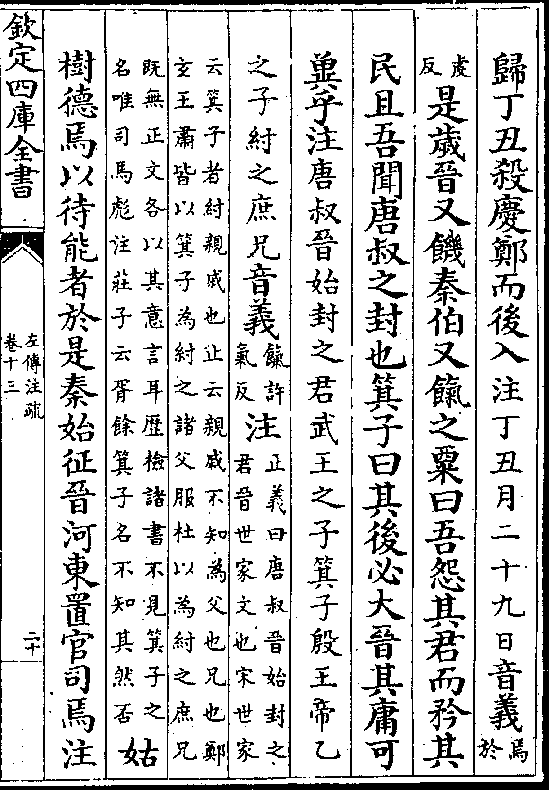 歸丁丑殺慶鄭而後入注丁丑月二十九日音義焉於
虔反是歲晉又饑秦伯又餼之粟曰吾怨其君而矜其
民且吾聞唐叔之封也箕子曰其後必大晉其庸可
兾乎注唐叔晉始封之君武王之子箕子殷王帝乙
之子紂之庶兄音義餼許氣反注正義曰唐叔晉始封之君晉世家文也宋世家
云箕子者紂親戚也止云親戚不知為父也兄也鄭玄王肅皆以箕子為紂之諸父服杜以為紂之庶兄
既無正文各以其意言耳歷檢諸書不見箕子之名唯司馬彪注莊子云胥餘箕子名不知其然否姑
樹德焉以待能者於是秦始征晉河東置官司焉注
欽定四庫全書
左傳注疏
卷十三
二十